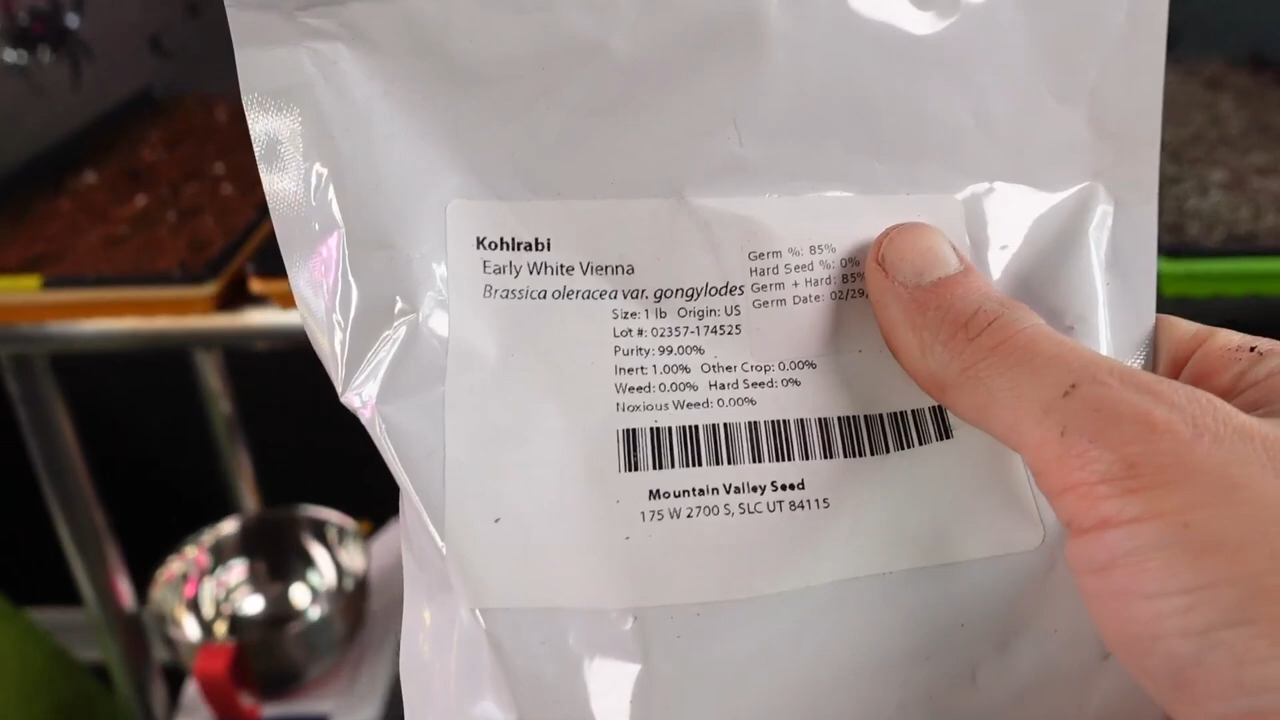 Kohlrabi
Early White Vienna
Brassica oleracea var. gongylodes
Germ %: 85%
Hard Seed %: 0%
Germ + Hard: 85%
Germ Date: 02/29,
Size: 1 lb Origin: US
Lot #: 02357-174525
Purity: 99.00%
Inert: 1.00% Other Crop: 0.00%
Weed: 0.00% Hard Seed: 0%
Noxious Weed: 0.00%
Mountain Valley Seed
175 W 2700 S, SLC UT 84115